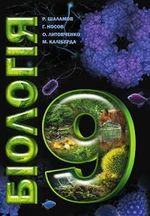 Р. ШАЛАМОВ
Г. НОСОВ
О. ЛИТОВЧЕНКО
М. КАЛІБЕРДА
БІОЛОГІЯ
9